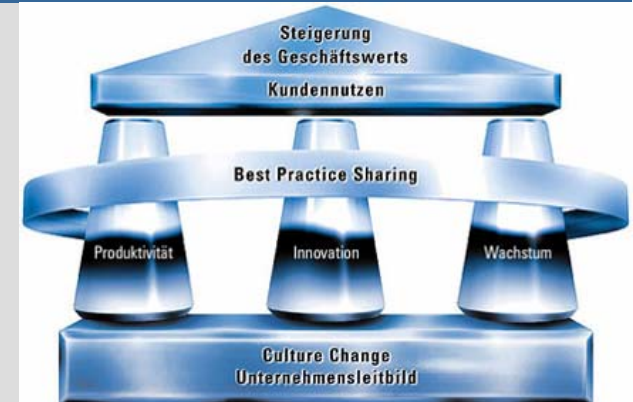 Steigerung
des Geschäftswerts
Kundennutzen
Best Practice Sharing
Produktivität
Innovation
Wachstum
Culture Change
Unternehmensleitbild